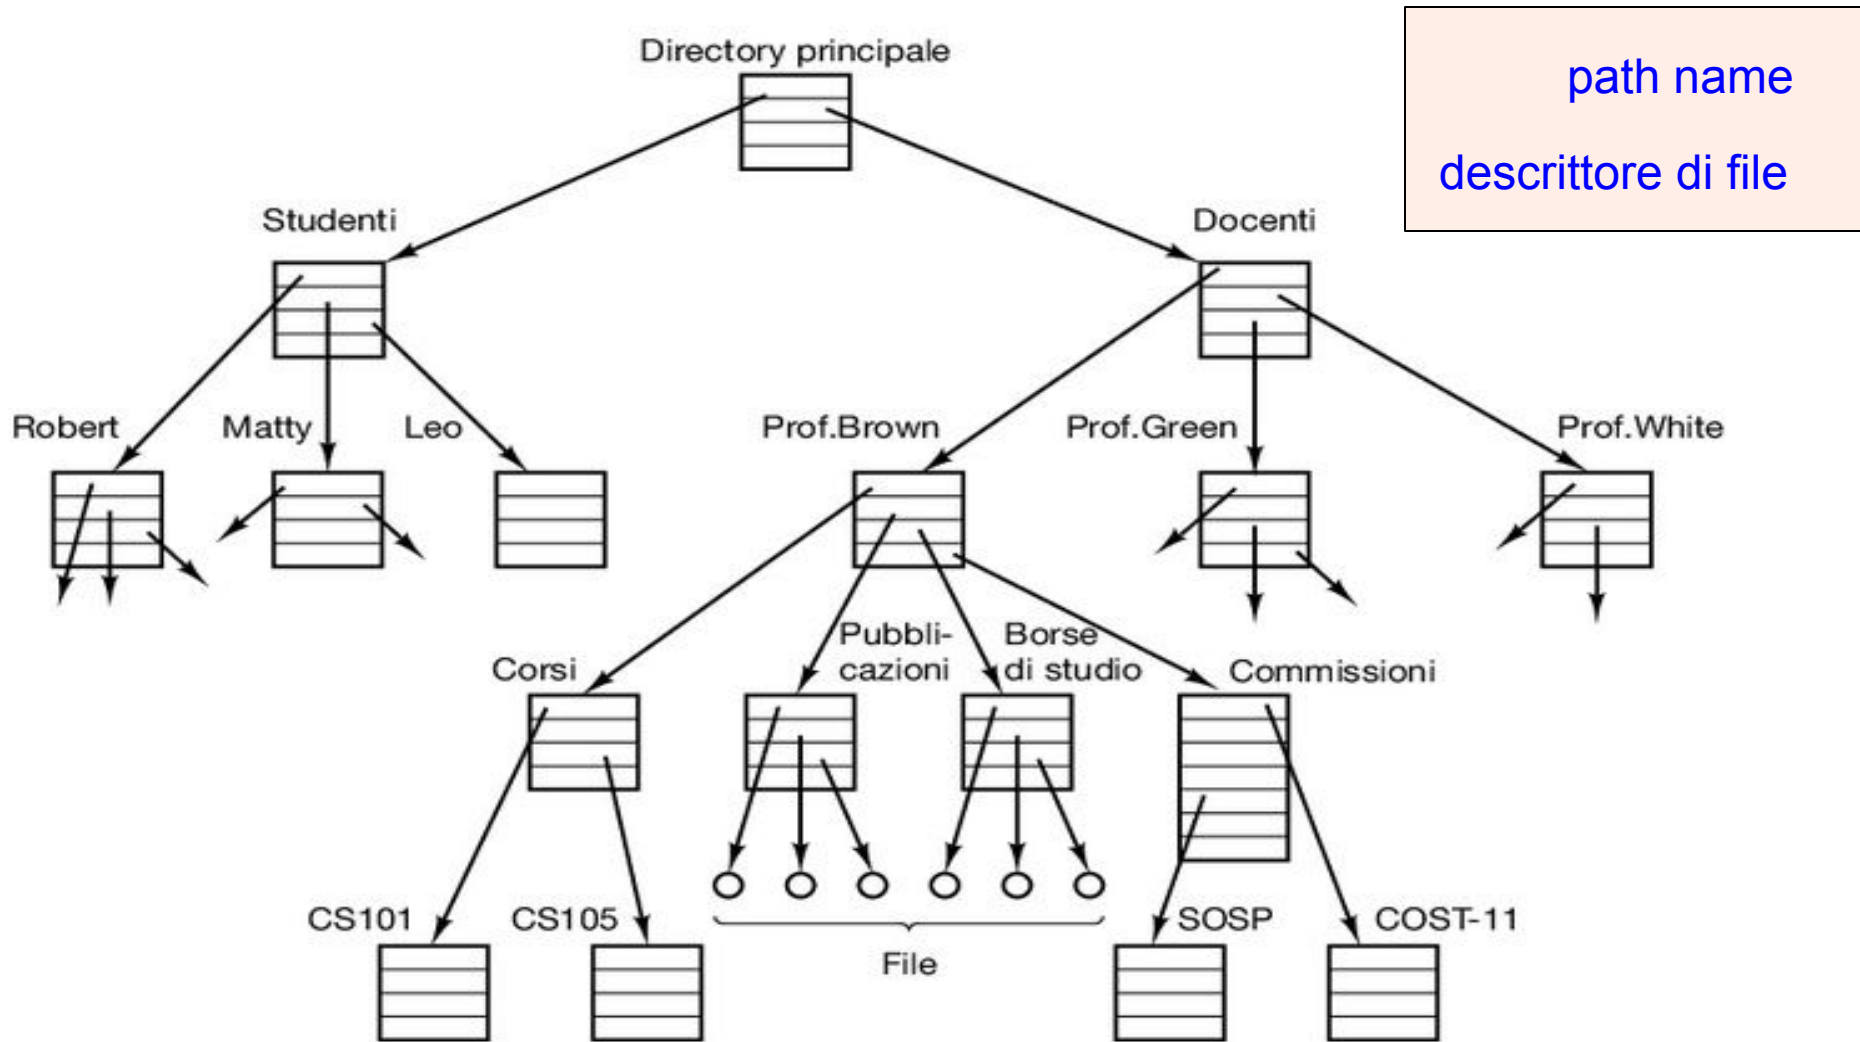 path name
descrittore di file
Directory principale
Studenti
Docenti
Robert
Matty
Leo
Prof.Brown
Prof.Green
Prof.White
Corsi
Pubbli-
cazioni
Borse
di studio
Commissioni
CS101
CS105
File
SOSP
COST-11